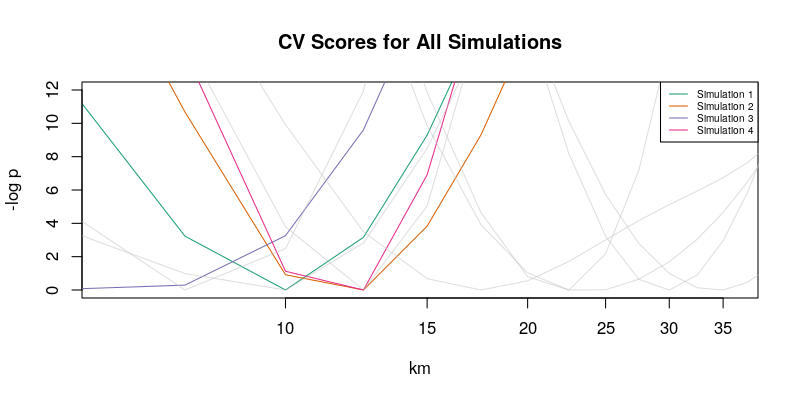 CV Scores for All Simulations
12
10
8
6
4
2
0
-log p
Simulation 1
Simulation 2
Simulation 3
Simulation 4
10 15 20 25 30 35
km